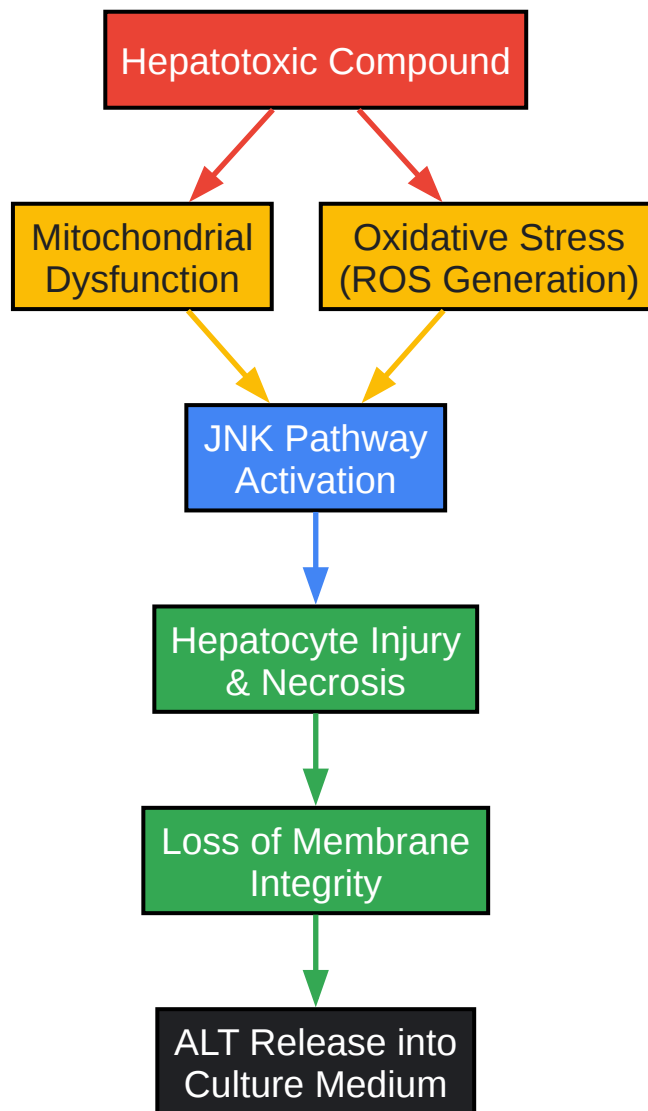 Hepatotoxic Compound
Mitochondrial
Dysfunction
Oxidative Stress
(ROS Generation)
JNK Pathway
Activation
Hepatocyte Injury
& Necrosis
Loss of Membrane
Integrity
ALT Release into
Culture Medium